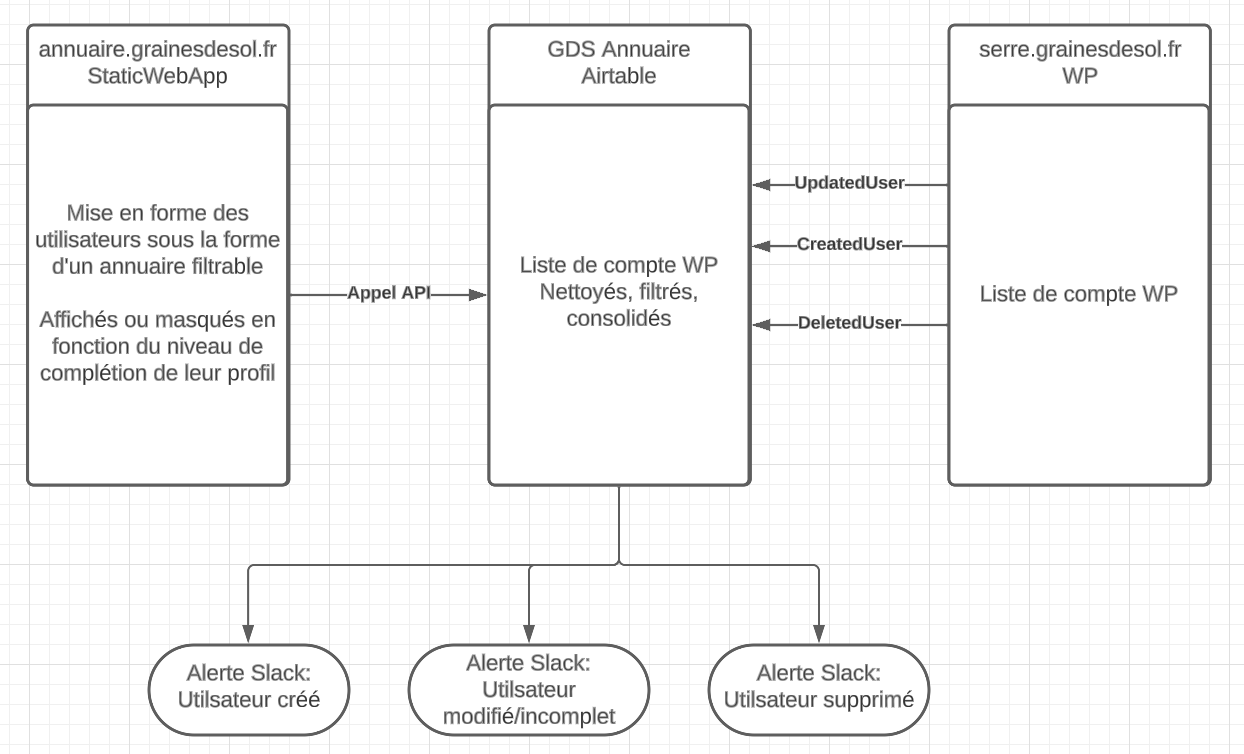 annuaire.grainesdesol.fr
StaticWebApp
Mise en forme des
utilisateurs sous la forme
d'un annuaire filtrable
Affichés ou masqués en
fonction du niveau de
complétion de leur profil
Appel API
GDS Annuaire
Airtable
Liste de compte WP
Nettoyés, filtrés,
consolidés
UpdatedUser
CreatedUser
DeletedUser
serre.grainesdesol.fr
WP
Liste de compte WP
Alerte Slack:
Utilsateur créé
Alerte Slack:
Utilsateur
modifié/incomplet
Alerte Slack:
Utilsateur supprimé